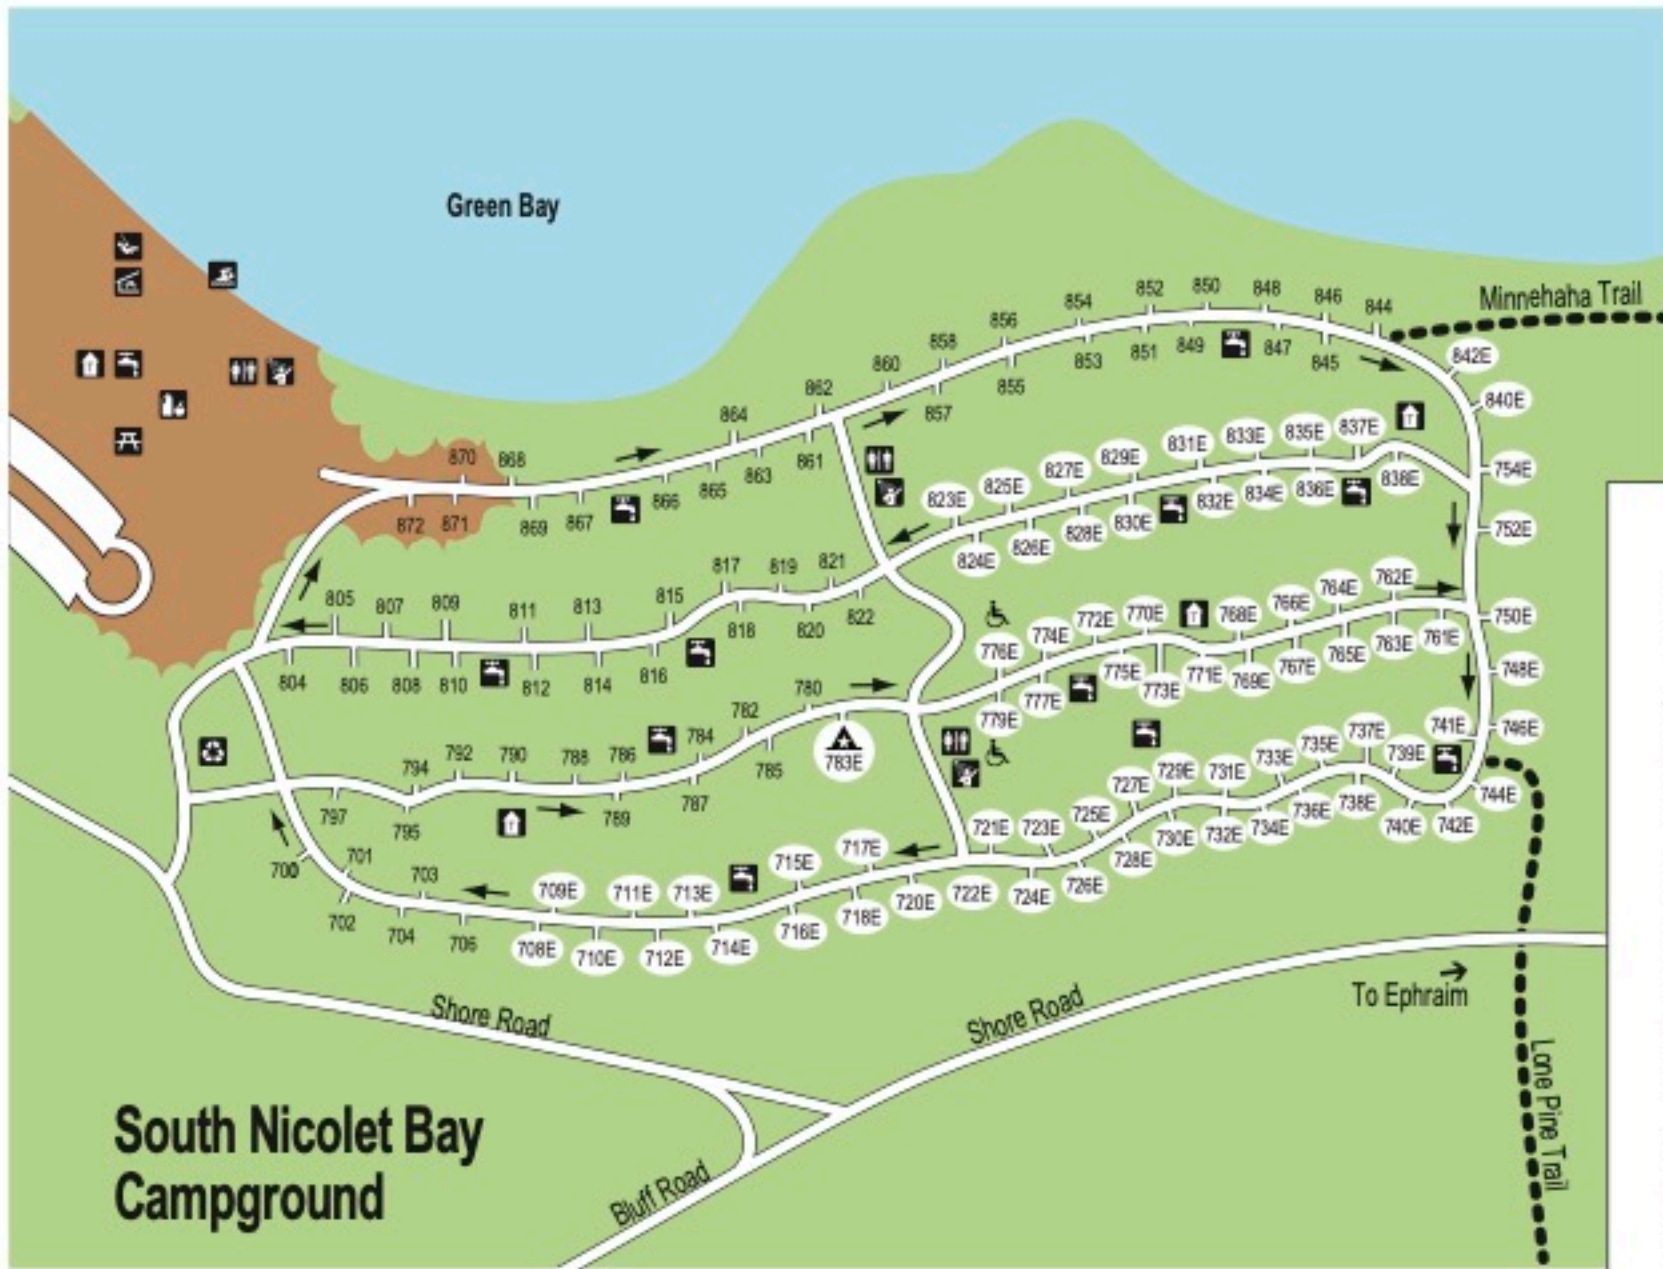 Green Bay
Minnehaha Trail
854
852
850
848
846
844
856
858
860
862
864
853
851
849
847
845
842E
855
857
840E
861
863
865
866
870
868
872
871
869
867
837E
835E
833E
831E
829E
827E
825E
823E
838E
836E
834E
832E
830E
828E
826E
824E
754E
752E
817
819
821
815
805
807
809
811
813
818
820
822
816
804
806
808
810
812
814
762E
764E
766E
768E
770E
772E
774E
776E
750E
761E
763E
765E
767E
769E
771E
773E
775E
777E
779E
748E
780
782
784
783E
785
786
788
790
792
794
787
789
797
795
746E
741E
737E
735E
733E
739E
731E
729E
727E
725E
723E
721E
744E
742E
740E
738E
736E
734E
732E
730E
728E
726E
724E
722E
717E
715E
713E
711E
709E
720E
718E
716E
714E
712E
710E
708E
700
701
703
702
704
706
Shore Road
Shore Road
To Ephraim
Lone Pine Trail
Bluff Road
South Nicolet Bay
Campground